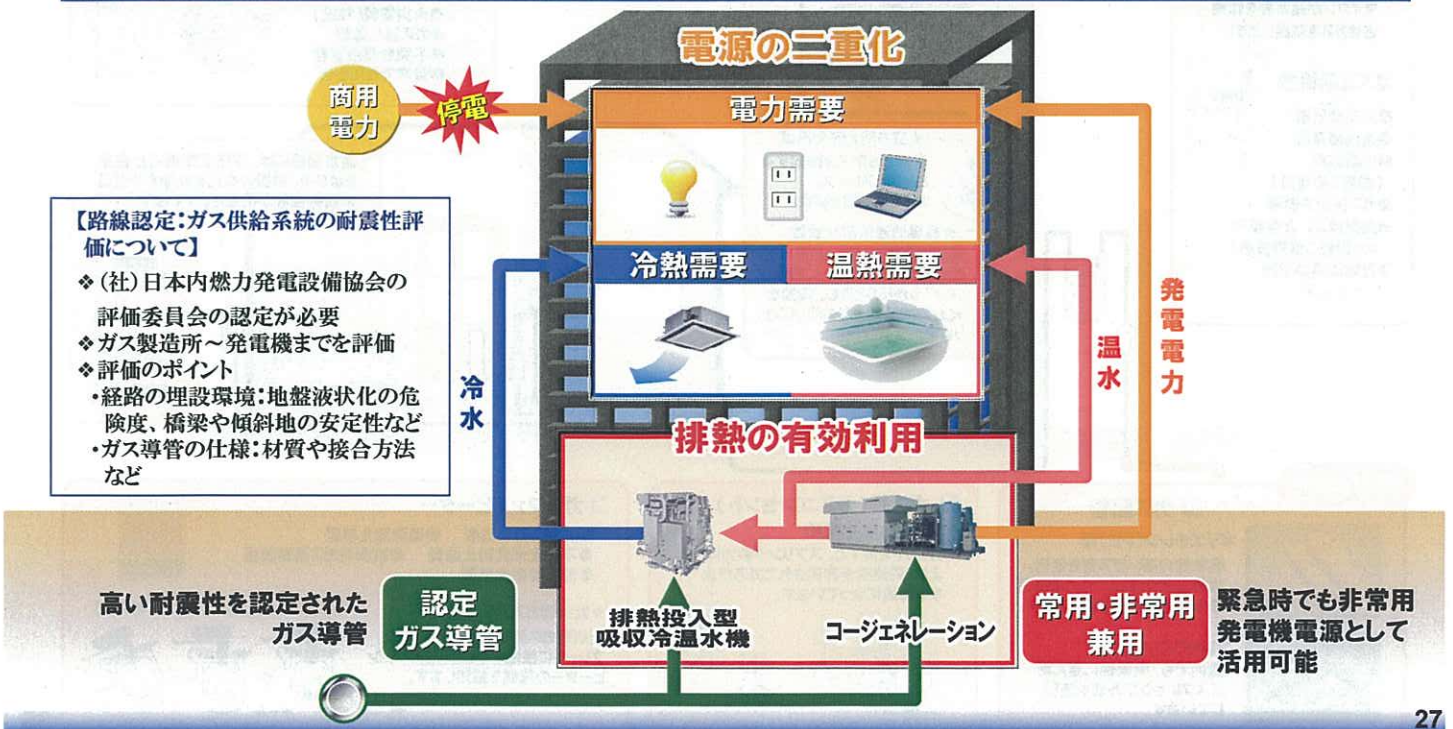 電源の二重化
商用
電力
停電
電力需要
【路線認定：ガス供給系統の耐震性評
価について】
❖（社）日本内燃力発電設備協会の
評価委員会の認定が必要
❖ガス製造所～発電機までを評価
❖評価のポイント
・経路の埋設環境：地盤液状化の危
険度、橋梁や傾斜地の安定性など
・ガス導管の仕様：材質や接合方法
など
冷熱需要
温熱需要
冷水
温水
発電電力
排熱の有効利用
高い耐震性を認定された
ガス導管
認定
ガス導管
排熱投入型
吸収冷温水機
コージェネレーション
常用・非常用
兼用
緊急時でも非常用
発電機電源として
活用可能
27